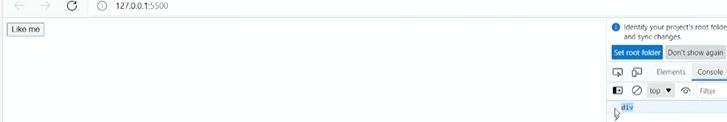 127.0.0.1:5500
Like me
Identify your project's root folde
and sync changes.
Set root folder Don't show again
Elements Console
top Filter
div